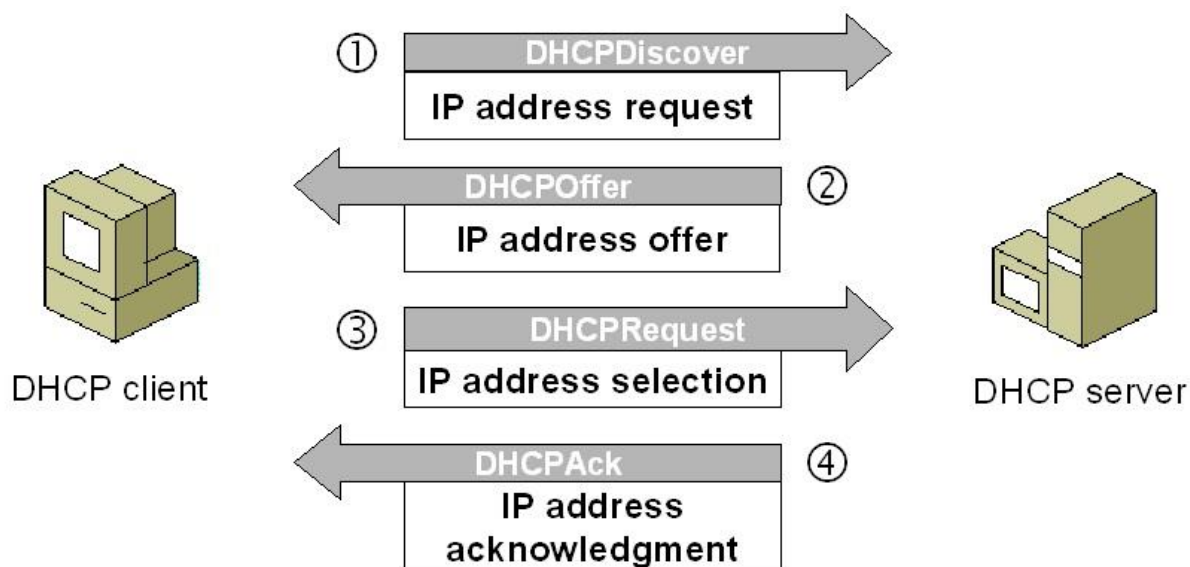 ① DHCPDiscover
IP address request
DHCPOffer ②
IP address offer
③ DHCPRequest
IP address selection
DHCP client
DHCP server
DHCPAck ④
IP address
acknowledgment